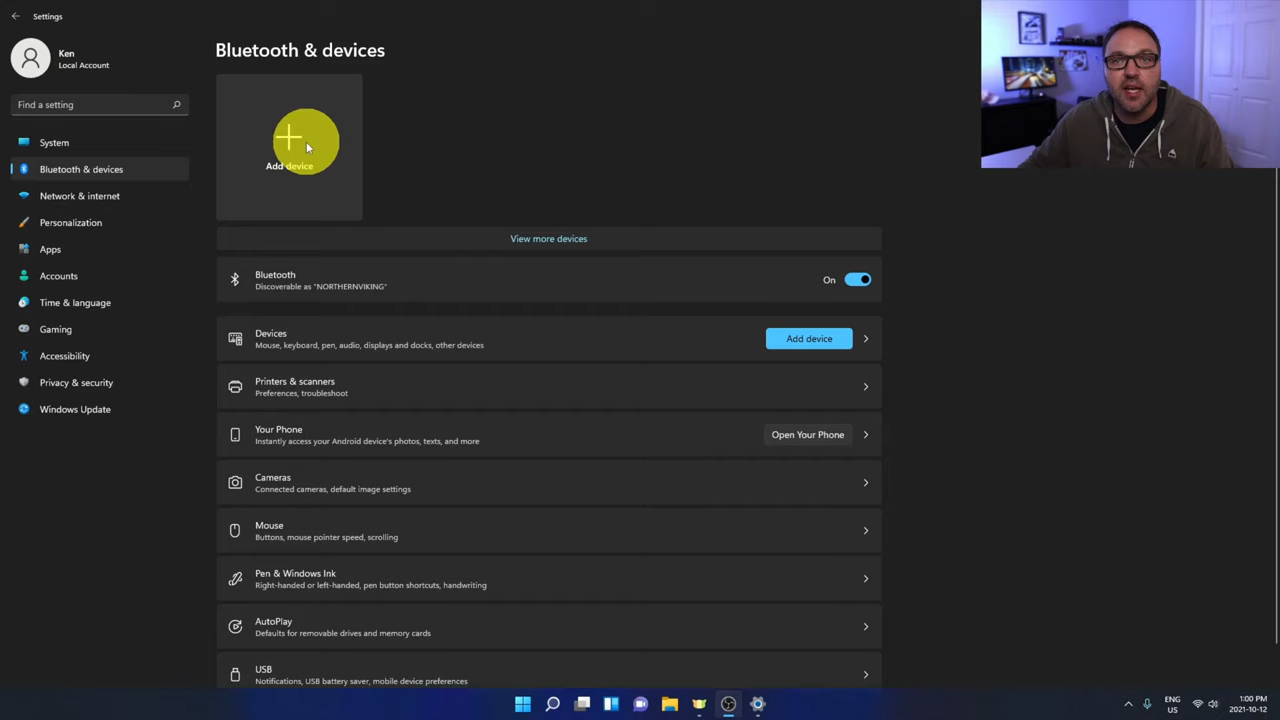 Settings
Ken
Local Account
Find a setting
System
Bluetooth & devices
Network & internet
Personalization
Apps
Accounts
Time & language
Gaming
Accessibility
Privacy & security
Windows Update
Bluetooth & devices
Add device
View more devices
Bluetooth
Discoverable as "NORTHERNVIKING"
On
Devices
Mouse, keyboard, pen, audio, displays and docks, other devices
Add device
Printers & scanners
Preferences, troubleshoot
Your Phone
Instantly access your Android device's photos, texts, and more
Open Your Phone
Cameras
Connected cameras, default image settings
Mouse
Buttons, mouse pointer speed, scrolling
Pen & Windows Ink
Right-handed or left-handed, pen button shortcuts, handwriting
AutoPlay
Defaults for removable drives and memory cards
USB
Notifications, USB battery saver, mobile device preferences
ENG
US
1:00 PM
2021-10-12